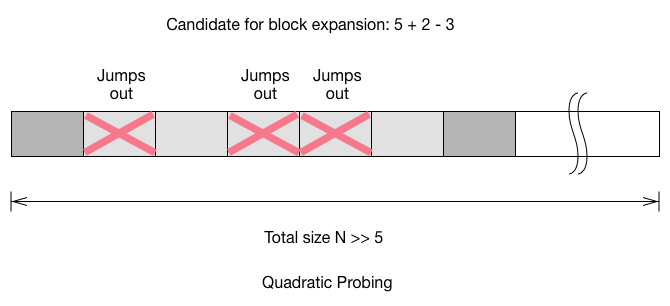 Candidate for block expansion: 5 + 2 - 3
Jumps
out
Jumps
out
Jumps
out
Total size N >> 5
Quadratic Probing